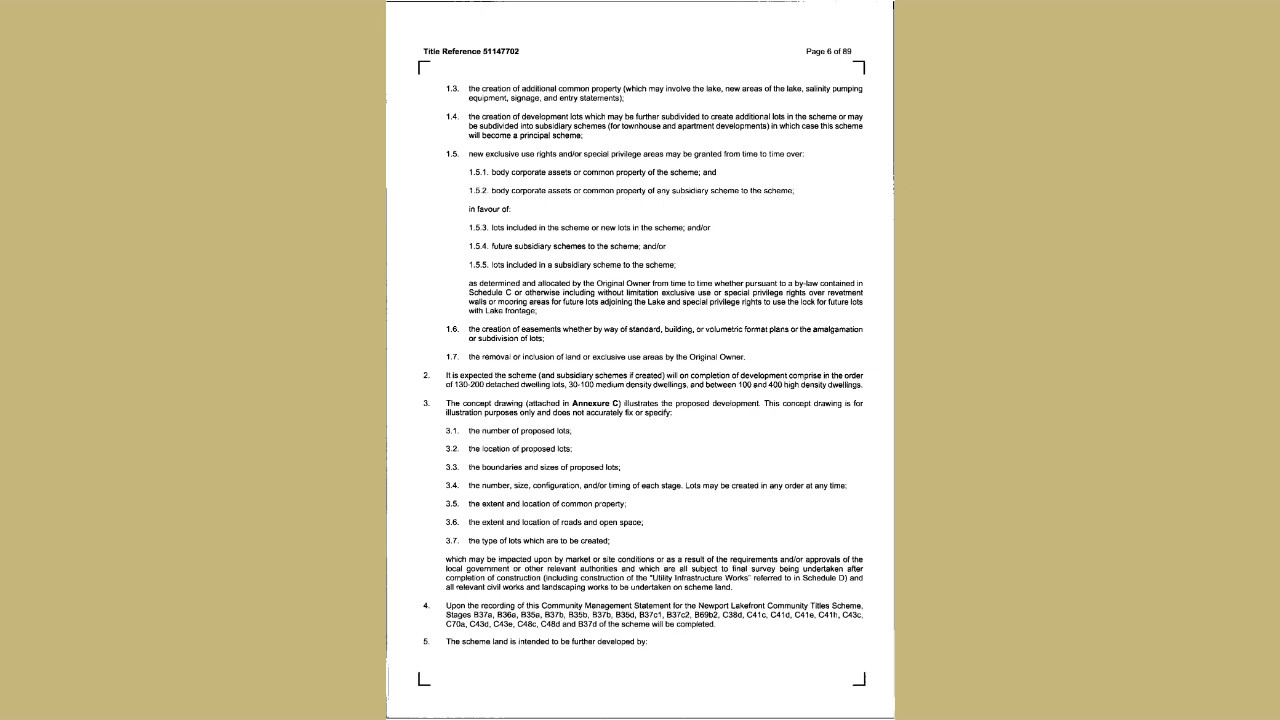 Title Reference 51147702
Page 6 of 89
1.3. the creation of additional common property (which may involve the lake, new areas of the lake, salinity pumping
equipment, signage, and entry statements);
1.4. the creation of development lots which may be further subdivided to create additional lots in the scheme or may
be subdivided into subsidiary schemes (for townhouse and apartment developments) in which case this scheme
will become a principal scheme;
1.5. new exclusive use rights and/or special privilege areas may be granted from time to time over:
1.5.1. body corporate assets or common property of the scheme; and
1.5.2. body corporate assets or common property of any subsidiary scheme to the scheme;
in favour of:
1.5.3. lots included in the scheme or new lots in the scheme; and/or
1.5.4. future subsidiary schemes to the scheme; and/or
1.5.5. lots included in a subsidiary scheme to the scheme;
as determined and allocated by the Original Owner from time to time whether pursuant to a by-law contained in
Schedule C or otherwise including without limitation exclusive use or special privilege rights over revetment
walls or mooring areas for future lots adjoining the Lake and special privilege rights to use the lock for future lots
with Lake frontage;
1.6. the creation of easements whether by way of standard, building, or volumetric format plans or the amalgamation
or subdivision of lots;
1.7. the removal or inclusion of land or exclusive use areas by the Original Owner.
2. It is expected the scheme (and subsidiary schemes if created) will on completion of development comprise in the order
of 130-200 detached dwelling lots, 30-100 medium density dwellings, and between 100 and 400 high density dwellings.
3. The concept drawing (attached in Annexure C) illustrates the proposed development. This concept drawing is for
illustration purposes only and does not accurately fix or specify:
3.1. the number of proposed lots;
3.2. the location of proposed lots;
3.3. the boundaries and sizes of proposed lots;
3.4. the number, size, configuration, and/or timing of each stage. Lots may be created in any order at any time;
3.5. the extent and location of common property;
3.6. the extent and location of roads and open space;
3.7. the type of lots which are to be created;
which may be impacted upon by market or site conditions or as a result of the requirements and/or approvals of the
local government or other relevant authorities and which are all subject to final survey being undertaken after
completion of construction (including construction of the "Utility Infrastructure Works" referred to in Schedule D) and
all relevant civil works and landscaping works to be undertaken on scheme land.
4. Upon the recording of this Community Management Statement for the Newport Lakefront Community Titles Scheme,
Stages B37a, B36a, B35a, B37b, B35b, B37b, B35d, B37c1, B37c2, B69b2, C38d, C41c, C41d, C41e, C41h, C43c,
C70a, C43d, C43e, C48c, C48d and B37d of the scheme will be completed.
5. The scheme land is intended to be further developed by: